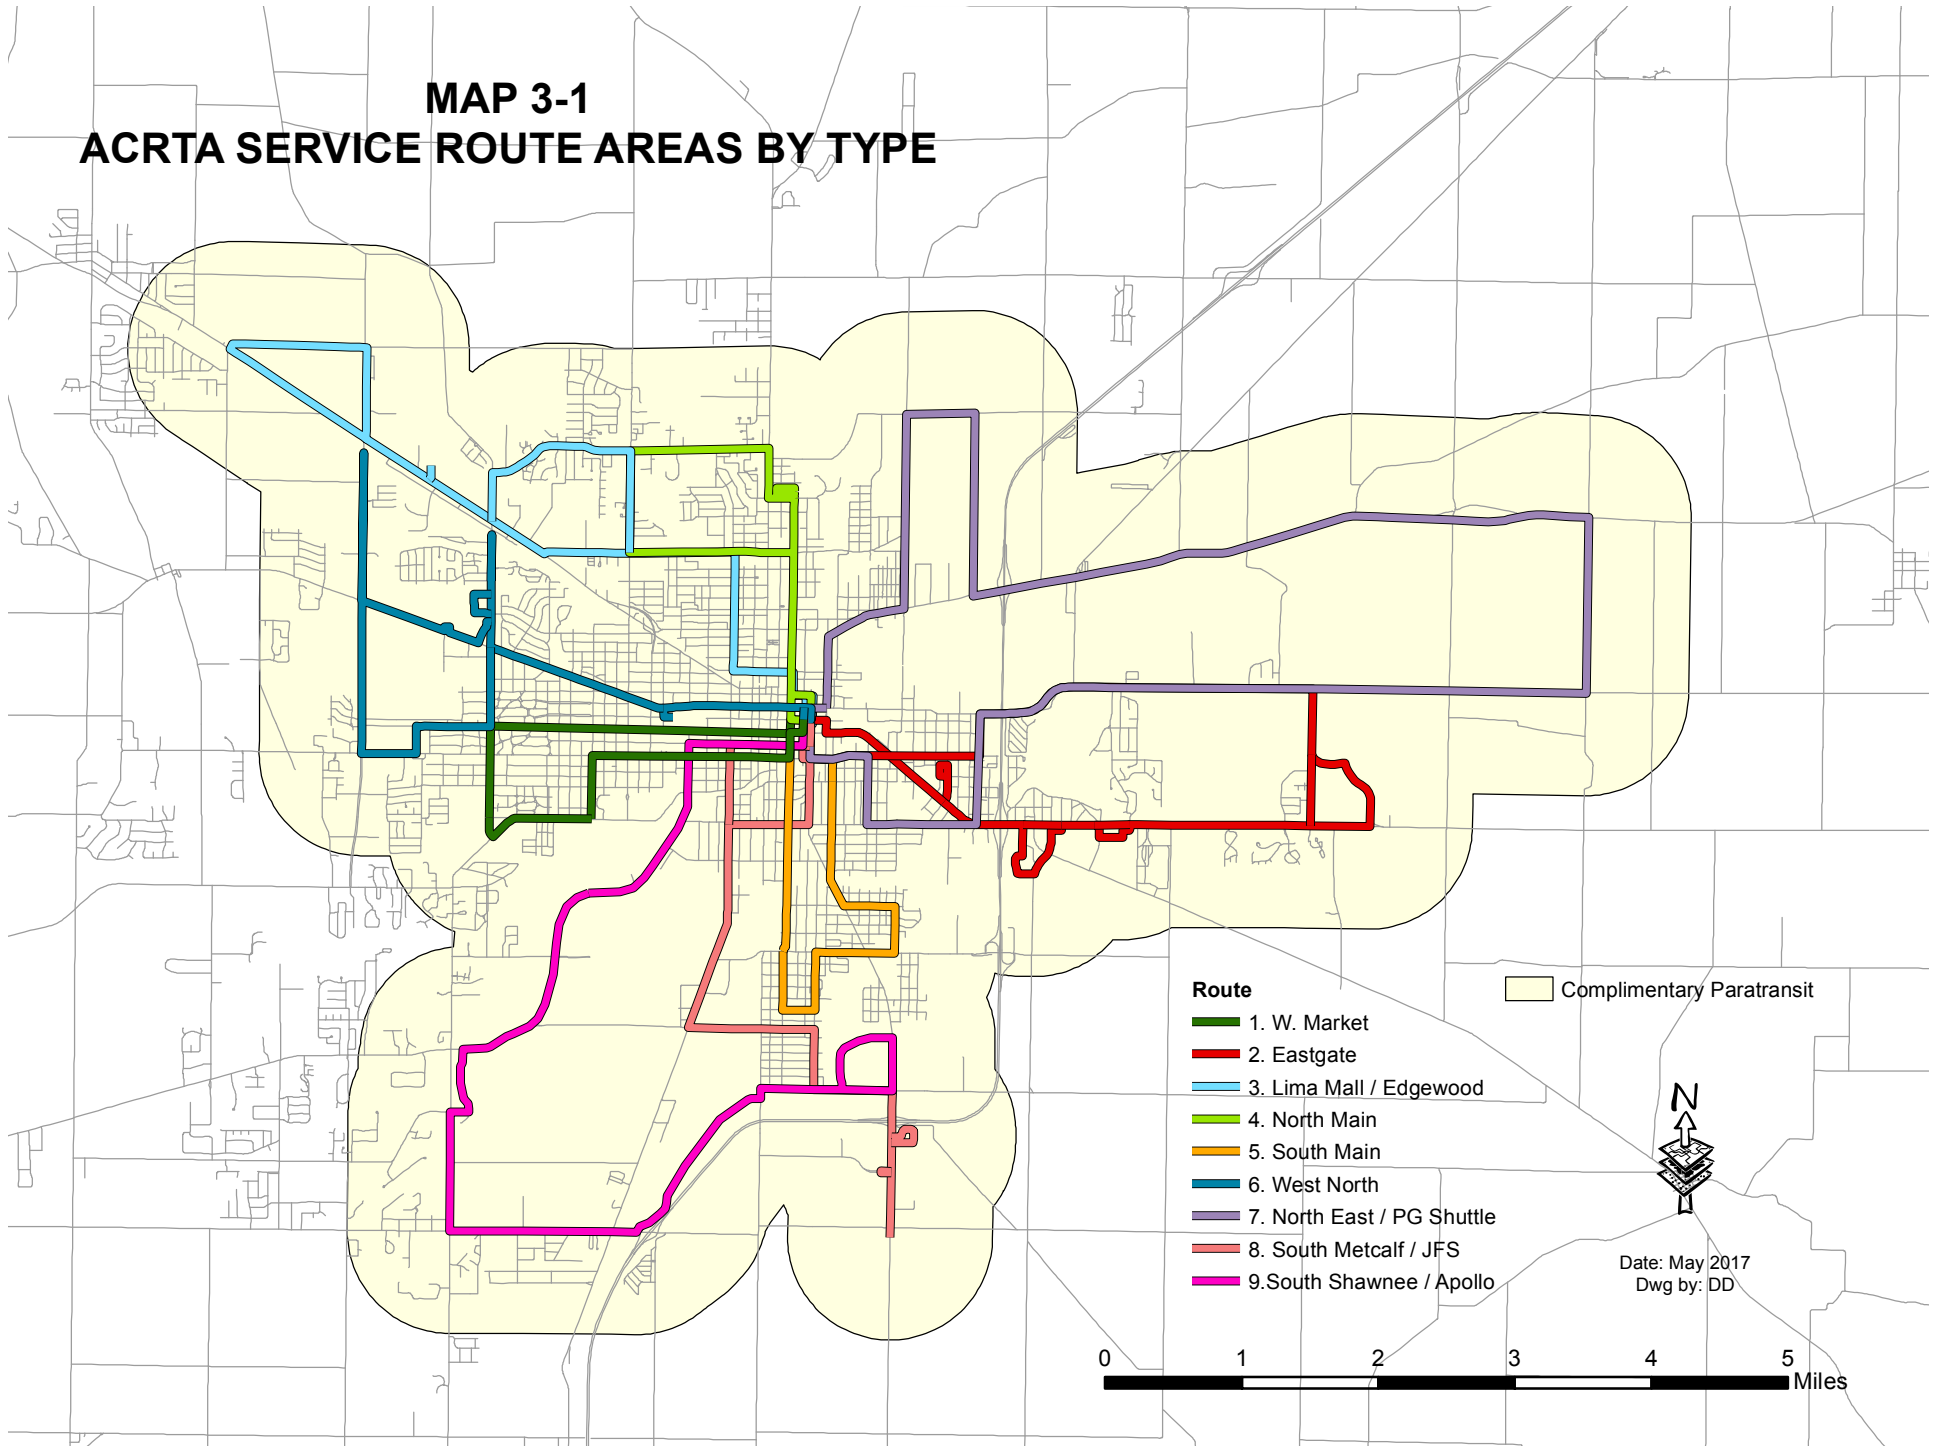 MAP 3-1
ACRTA SERVICE ROUTE AREAS BY TYPE
Route
1. W. Market
2. Eastgate
3. Lima Mall / Edgewood
4. North Main
5. South Main
6. West North
7. North East / PG Shuttle
8. South Metcalf / JFS
9.South Shawnee / Apollo
Complimentary Paratransit
N
Date: May 2017
Dwg by: DD
0 1 2 3 4 5
Miles